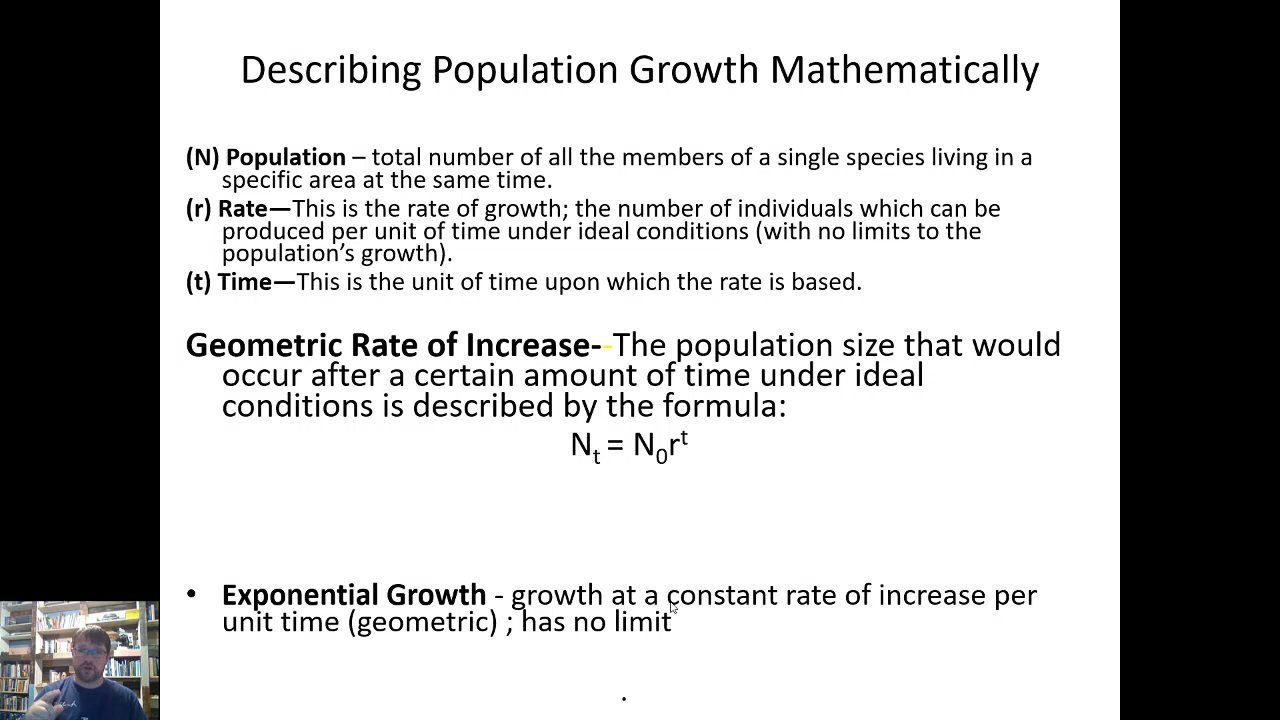 Describing Population Growth Mathematically
(N) Population – total number of all the members of a single species living in a
specific area at the same time.
(r) Rate—This is the rate of growth; the number of individuals which can be
produced per unit of time under ideal conditions (with no limits to the
population’s growth).
(t) Time—This is the unit of time upon which the rate is based.
Geometric Rate of Increase--The population size that would
occur after a certain amount of time under ideal
conditions is described by the formula:
Nₜ = N₀rᵗ
• Exponential Growth - growth at a constant rate of increase per
unit time (geometric) ; has no limit
.